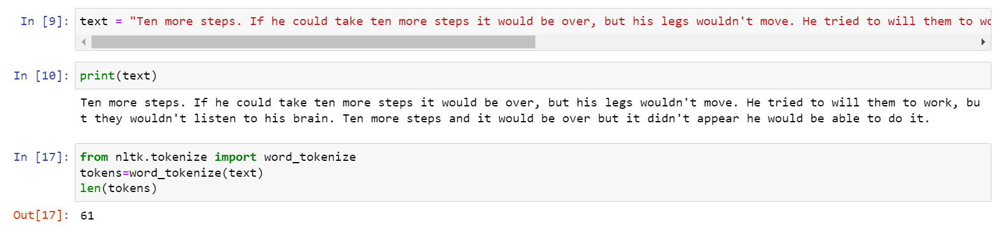 In [9]: text = "Ten more steps. If he could take ten more steps it would be over, but his legs wouldn't move. He tried to will them to wo
In [10]: print(text)
Ten more steps. If he could take ten more steps it would be over, but his legs wouldn't move. He tried to will them to work, bu
t they wouldn't listen to his brain. Ten more steps and it would be over but it didn't appear he would be able to do it.
In [17]: from nltk.tokenize import word_tokenize
tokens=word_tokenize(text)
len(tokens)
Out[17]: 61